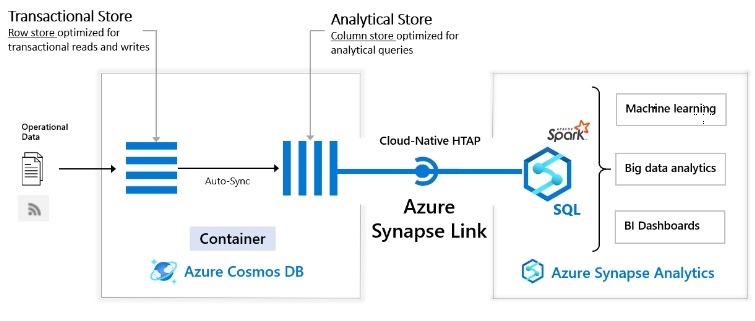 Transactional Store
Row store optimized for
transactional reads and writes
Analytical Store
Column store optimized for
analytical queries
Operational
Data
Auto-Sync
Container
Azure Cosmos DB
Cloud-Native HTAP
Azure
Synapse Link
APACHE
Spark
SQL
Machine learning
Big data analytics
BI Dashboards
Azure Synapse Analytics